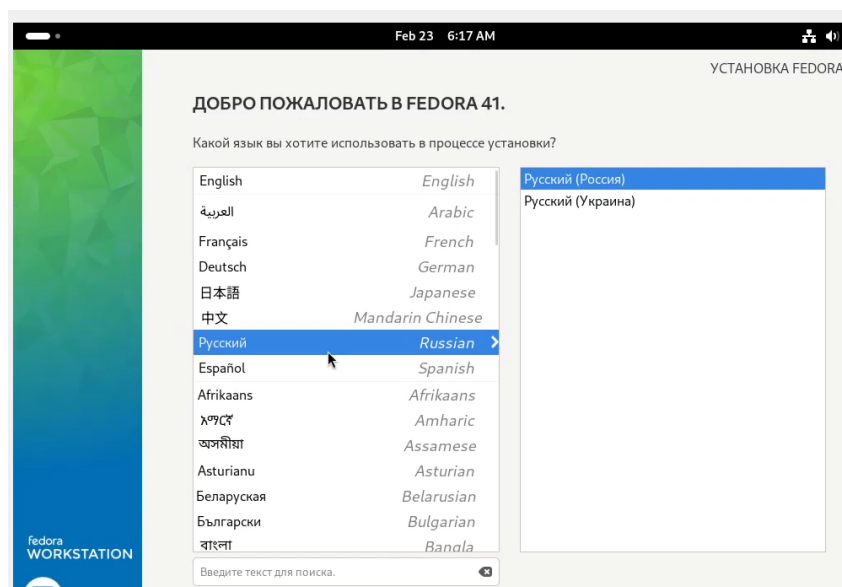 Feb 23 6:17 AM
УСТАНОВКА FEDORA
ДОБРО ПОЖАЛОВАТЬ В FEDORA 41.
Какой язык вы хотите использовать в процессе установки?
English English
العربية Arabic
Français French
Deutsch German
日本語 Japanese
中文 Mandarin Chinese
Русский Russian
Español Spanish
Afrikaans Afrikaans
አማርኛ Amharic
অসমীয়া Assamese
Asturianu Asturian
Беларуская Belarusian
Български Bulgarian
বাংলা Bangla
Введите текст для поиска.
Русский (Россия)
Русский (Украина)
fedora
WORKSTATION